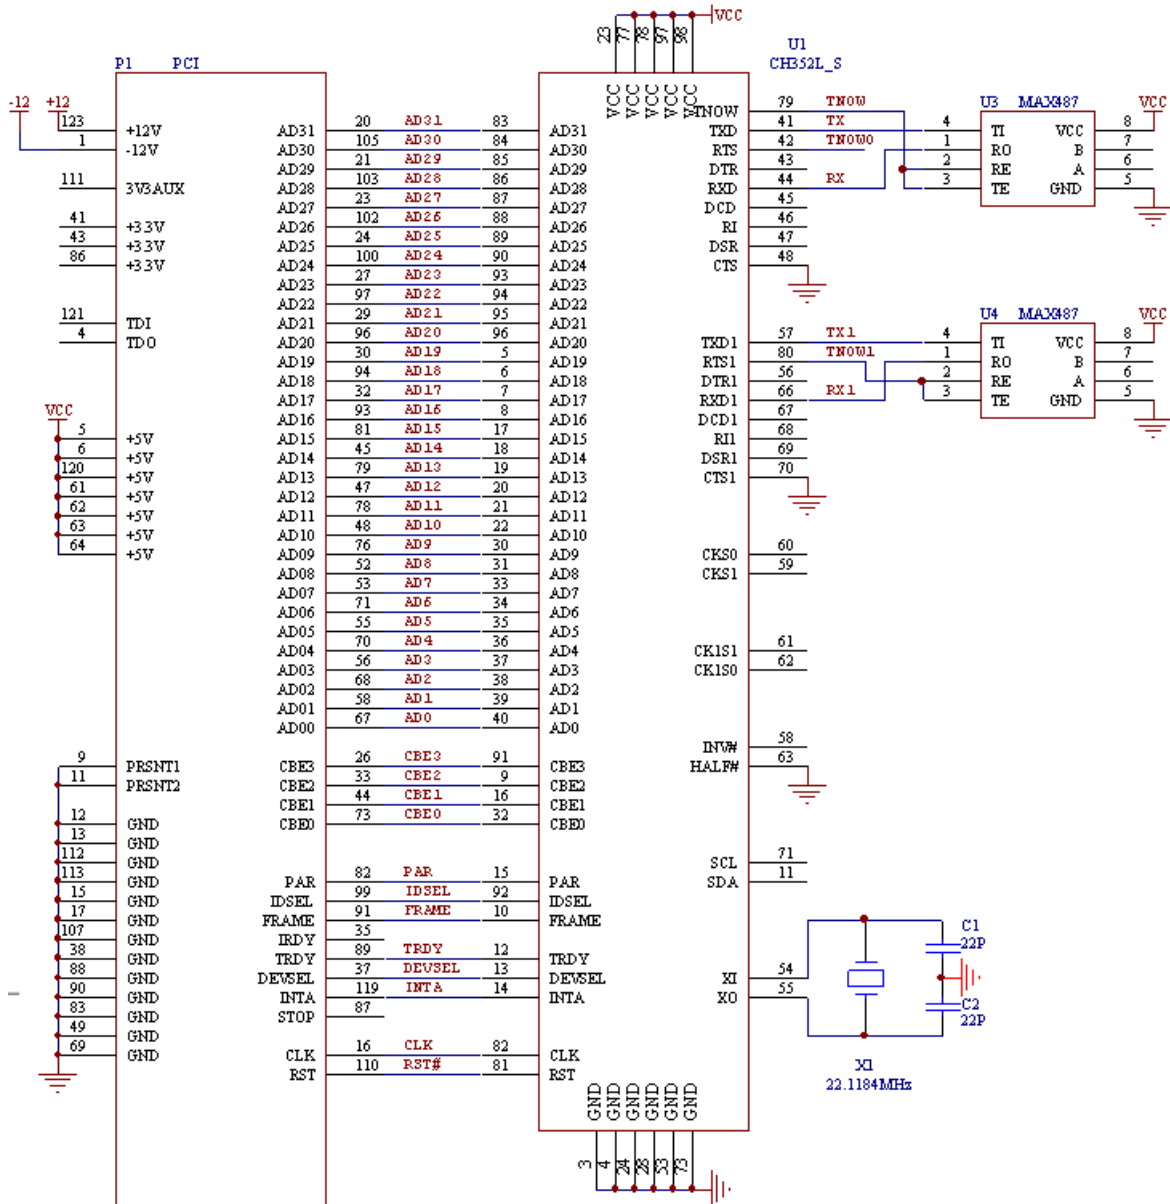 VCC
23 77 78 97 98
U1
CH352L_S
P1 PCI
VCC VCC VCC VCC VCC
-12 +12
U3 MAX487
VCC
123 +12V
1 -12V
111 3V3AUX
41 +3.3V
43 +3.3V
86 +3.3V
121 TDI
4 TDO
VCC
5 +5V
6 +5V
120 +5V
61 +5V
62 +5V
63 +5V
64 +5V
9 PRSNT1
11 PRSNT2
12 GND
13 GND
112 GND
113 GND
15 GND
17 GND
107 GND
38 GND
88 GND
90 GND
83 GND
49 GND
69 GND
AD31 20 AD31 83 AD31
AD30 105 AD30 84 AD30
AD29 21 AD29 85 AD29
AD28 103 AD28 86 AD28
AD27 23 AD27 87 AD27
AD26 102 AD26 88 AD26
AD25 24 AD25 89 AD25
AD24 100 AD24 90 AD24
AD23 27 AD23 93 AD23
AD22 97 AD22 94 AD22
AD21 29 AD21 95 AD21
AD20 96 AD20 96 AD20
AD19 30 AD19 5 AD19
AD18 94 AD18 6 AD18
AD17 32 AD17 7 AD17
AD16 93 AD16 8 AD16
AD15 81 AD15 17 AD15
AD14 45 AD14 18 AD14
AD13 79 AD13 19 AD13
AD12 47 AD12 20 AD12
AD11 78 AD11 21 AD11
AD10 48 AD10 22 AD10
AD09 76 AD9 30 AD9
AD08 52 AD8 31 AD8
AD07 53 AD7 33 AD7
AD06 71 AD6 34 AD6
AD05 55 AD5 35 AD5
AD04 70 AD4 36 AD4
AD03 56 AD3 37 AD3
AD02 68 AD2 38 AD2
AD01 58 AD1 39 AD1
AD00 67 AD0 40 AD0
CBE3 26 CBE3 91 CBE3
CBE2 33 CBE2 9 CBE2
CBE1 44 CBE1 16 CBE1
CBE0 73 CBE0 32 CBE0
PAR 82 PAR 15 PAR
IDSEL 99 IDSEL 92 IDSEL
FRAME 91 FRAME 10 FRAME
IRDY 35
TRDY 89 TRDY 12 TRDY
DEVSEL 37 DEVSEL 13 DEVSEL
INTA 119 INTA 14 INTA
STOP 87
CLK 16 CLK 82 CLK
RST 110 RST# 81 RST
TNOW 79 TNOW
TXD 41 TX 4 TI VCC 8
RTS 42 TNOW0 1 RO B 7
DTR 43 2 RE A 6
RXD 44 RX 3 TE GND 5
DCD 45
RI 46
DSR 47
CTS 48
U4 MAX487
VCC
TXD1 57 TX1 4 TI VCC 8
RTS1 80 TNOW1 1 RO B 7
DTR1 56 2 RE A 6
RXD1 66 RX1 3 TE GND 5
DCD1 67
RI1 68
DSR1 69
CTS1 70
CKS0 60
CKS1 59
CK1S1 61
CK1S0 62
INV# 58
HALF# 63
SCL 71
SDA 11
C1
22P
XI 54
XO 55
C2
22P
X1
22.1184MHz
GND GND GND GND GND GND
3 4 24 28 53 73